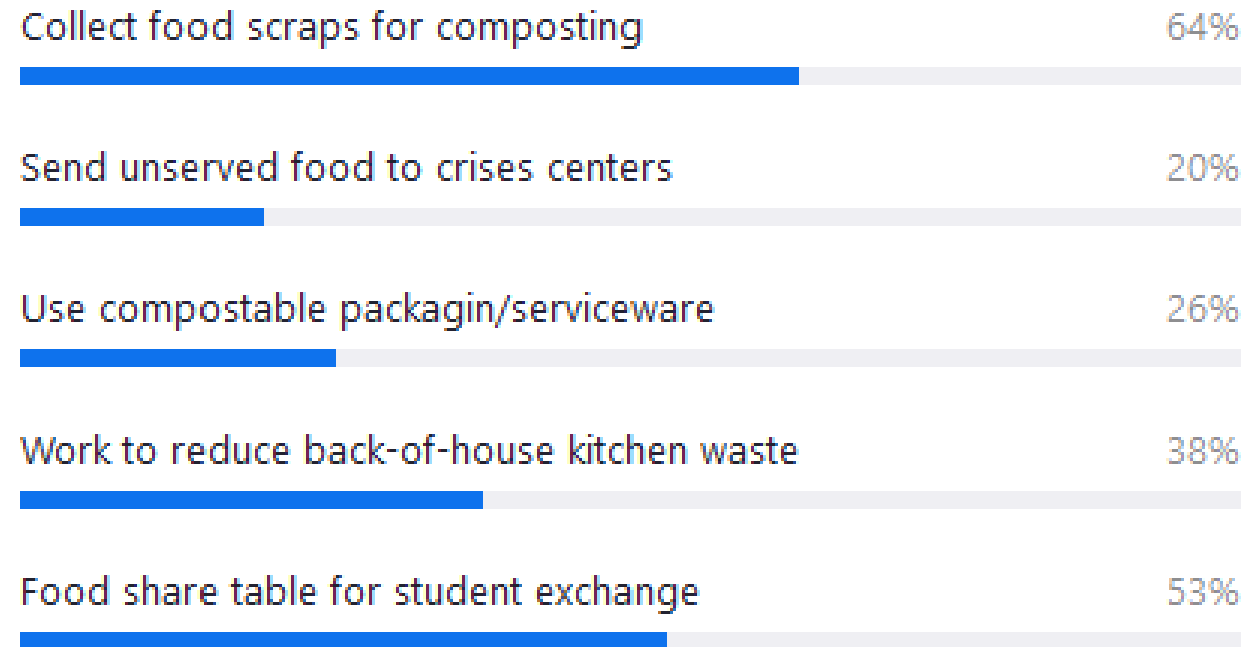 Collect food scraps for composting 64%
Send unserved food to crises centers 20%
Use compostable packagin/serviceware 26%
Work to reduce back-of-house kitchen waste 38%
Food share table for student exchange 53%